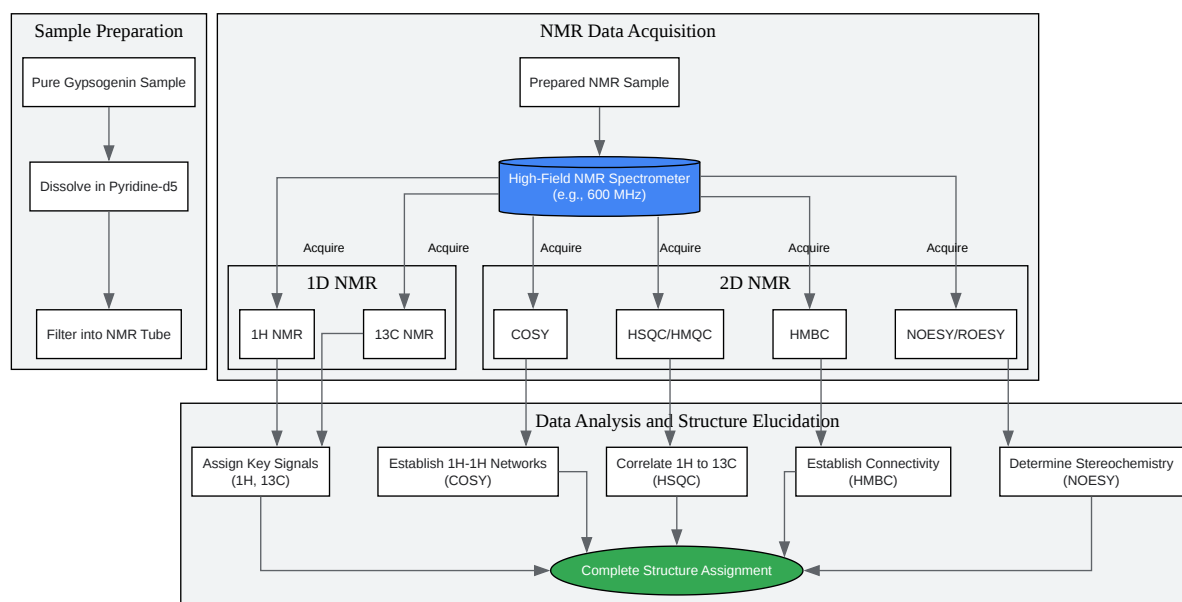 Sample Preparation
Pure Gypsogenin Sample
Dissolve in Pyridine-d5
Filter into NMR Tube
NMR Data Acquisition
Prepared NMR Sample
High-Field NMR Spectrometer
(e.g., 600 MHz)
Acquire
Acquire
Acquire
Acquire
Acquire
Acquire
1D NMR
1H NMR
13C NMR
2D NMR
COSY
HSQC/HMQC
HMBC
NOESY/ROESY
Data Analysis and Structure Elucidation
Assign Key Signals
(1H, 13C)
Establish 1H-1H Networks
(COSY)
Correlate 1H to 13C
(HSQC)
Establish Connectivity
(HMBC)
Determine Stereochemistry
(NOESY)
Complete Structure Assignment